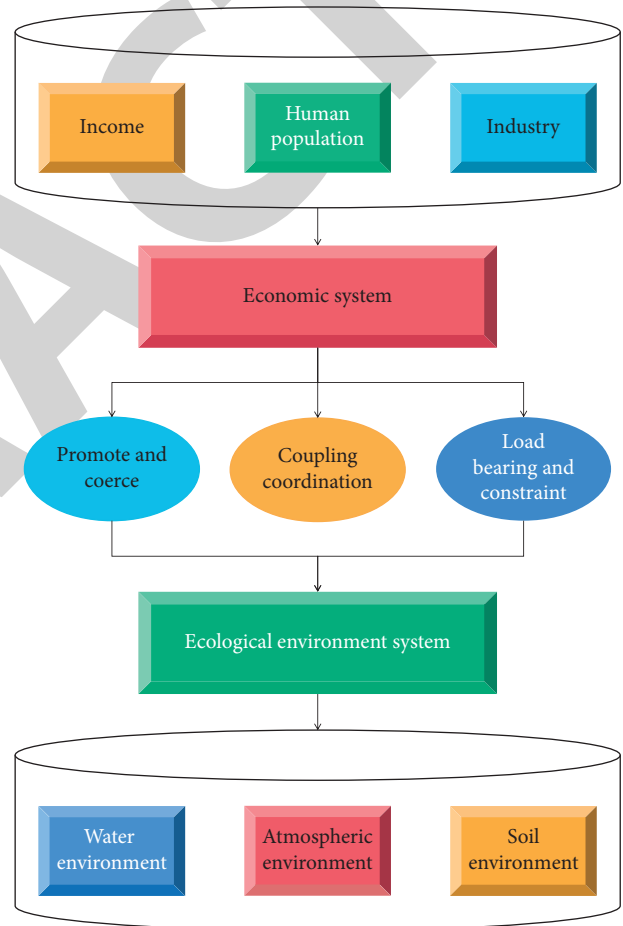 Income
Human
population
Industry
Economic system
Promote and
coerce
Coupling
coordination
Load
bearing and
constraint
Ecological environment system
Water
environment
Atmospheric
environment
Soil
environment